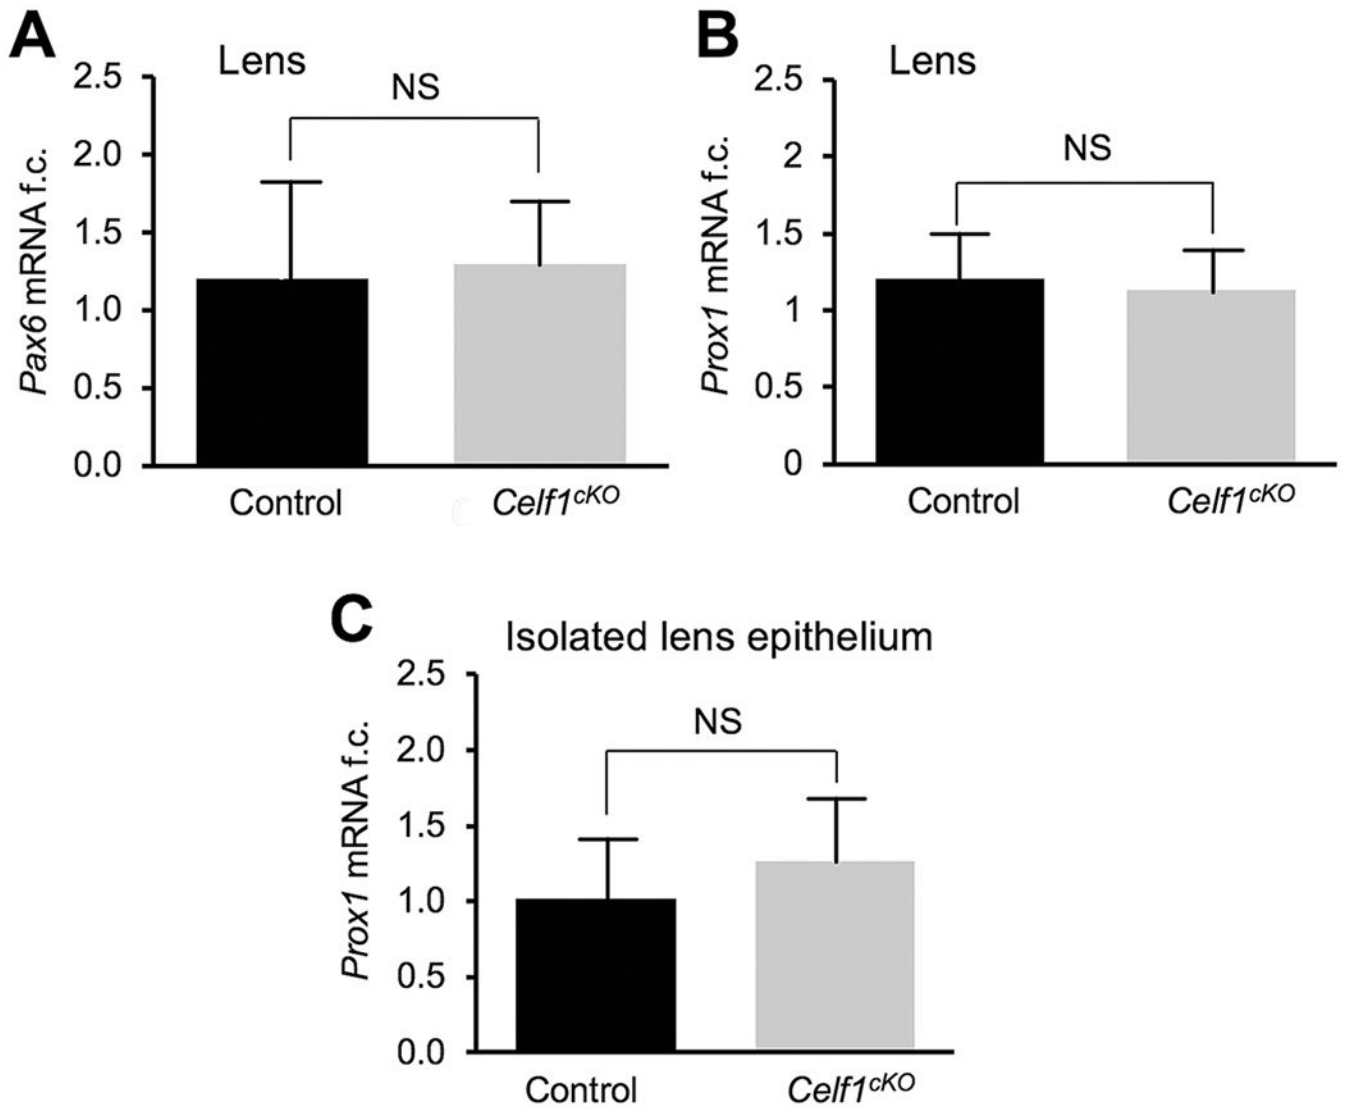 A
Lens
NS
2.5
2.0
1.5
1.0
0.5
0.0
Pax6 mRNA f.c.
Control
Celf1cKO
B
Lens
NS
2.5
2
1.5
1
0.5
0
Prox1 mRNA f.c.
Control
Celf1cKO
C
Isolated lens epithelium
NS
2.5
2.0
1.5
1.0
0.5
0.0
Prox1 mRNA f.c.
Control
Celf1cKO